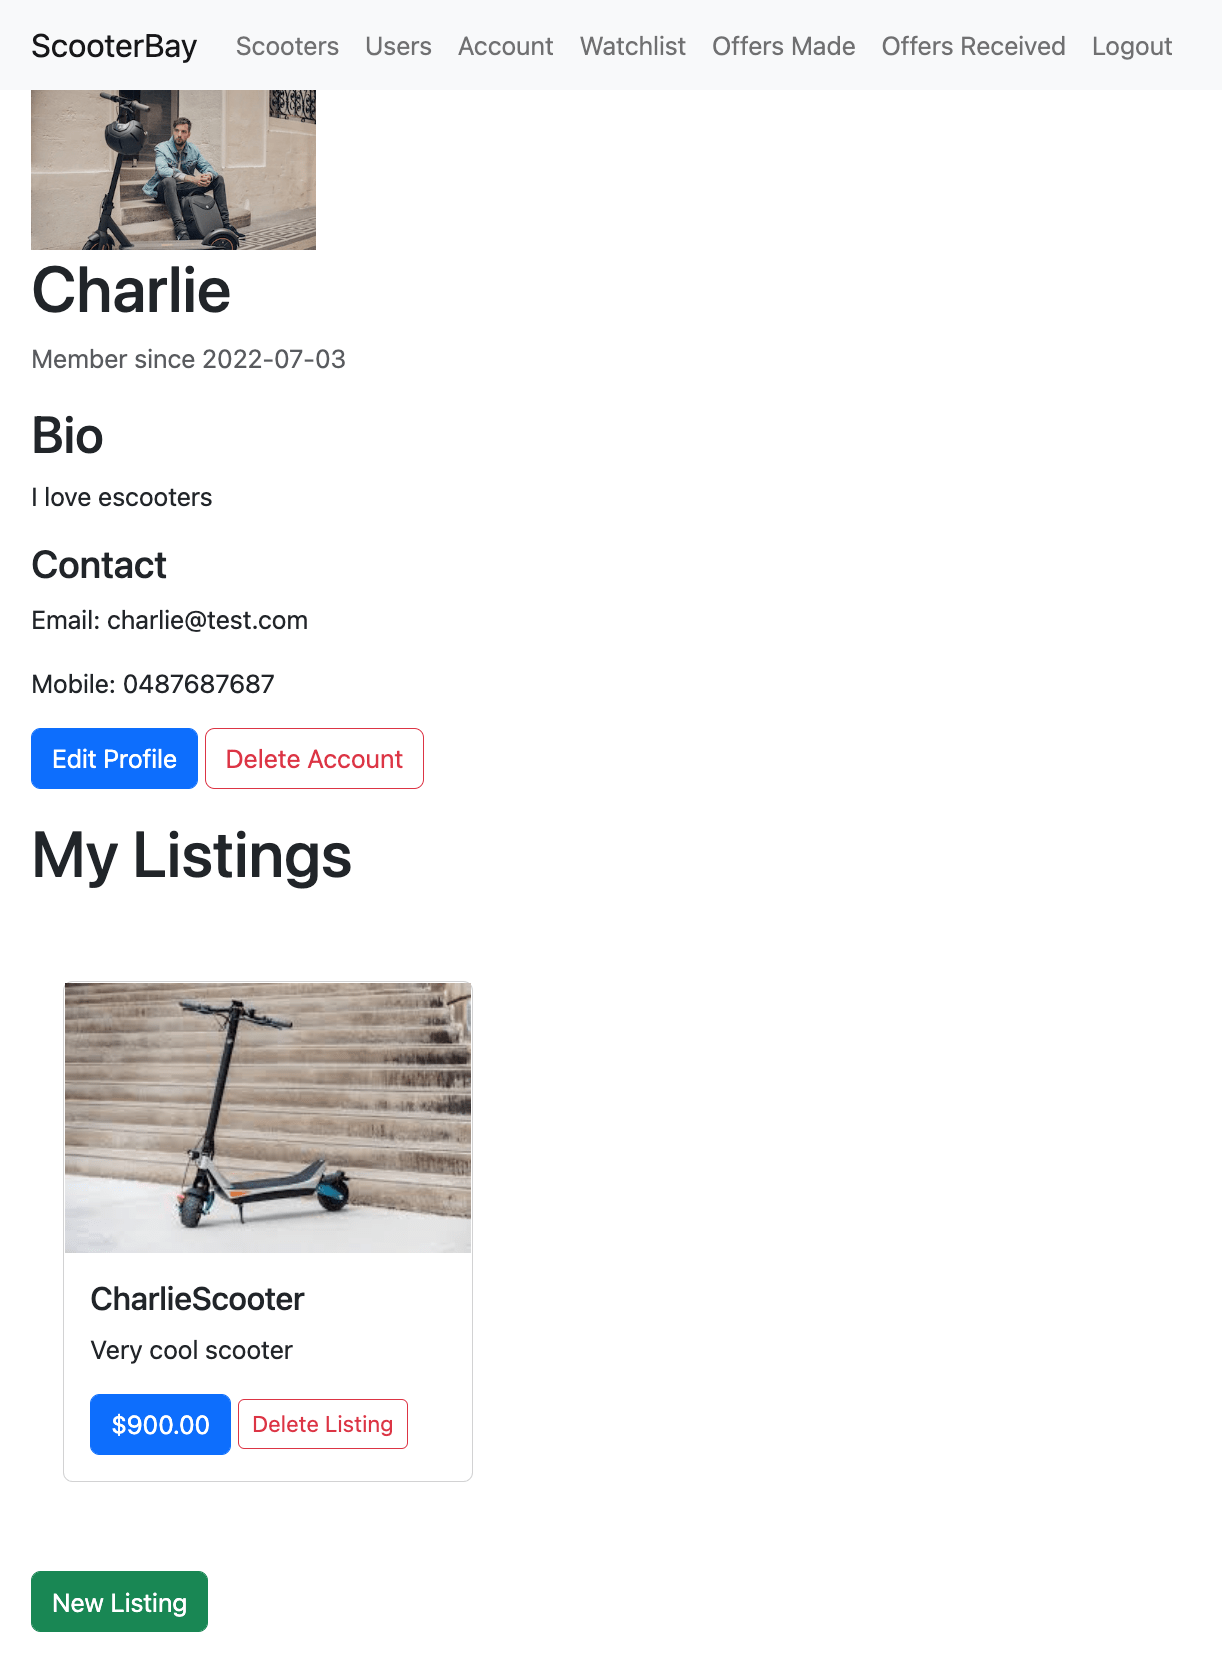 ScooterBay Scooters Users Account Watchlist Offers Made Offers Received Logout
Charlie
Member since 2022-07-03
Bio
I love escooters
Contact
Email: charlie@test.com
Mobile: 0487687687
Edit Profile Delete Account
My Listings
CharlieScooter
Very cool scooter
$900.00 Delete Listing
New Listing